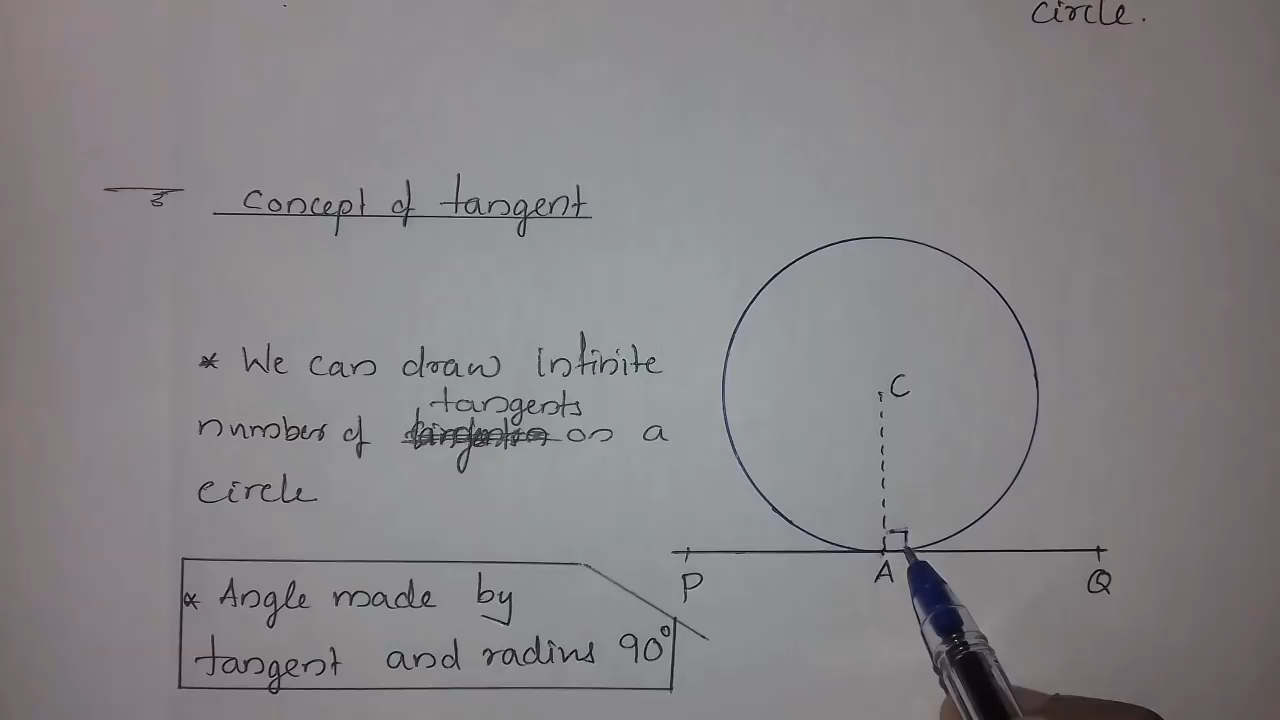 circle.
Concept of tangent
* We can draw infinite
tangents
number of on a
circle
C
P
A
Q
* Angle made by
tangent and radius 90°